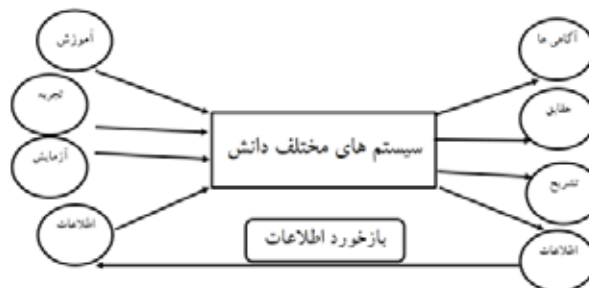 آموزش
آگاهی ها
تجربه
حقایق
سیستم های مختلف دانش
آزمایش
تشریح
اطلاعات
اطلاعات
بازخورد اطلاعات